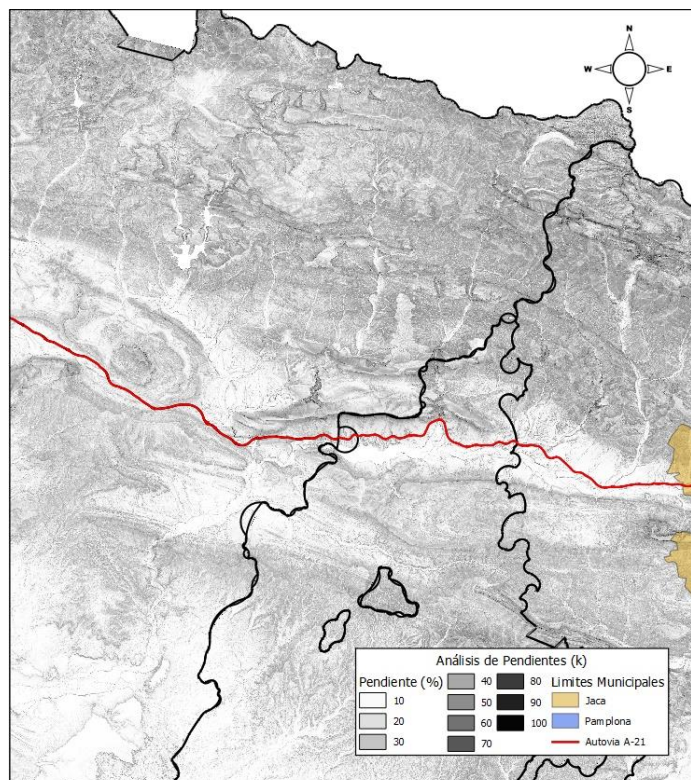 N
W E
S
Análisis de Pendientes (k)
Pendiente (%)
10
20
30
40
50
60
70
80
90
100
Limites Municipales
Jaca
Pamplona
Autovia A-21